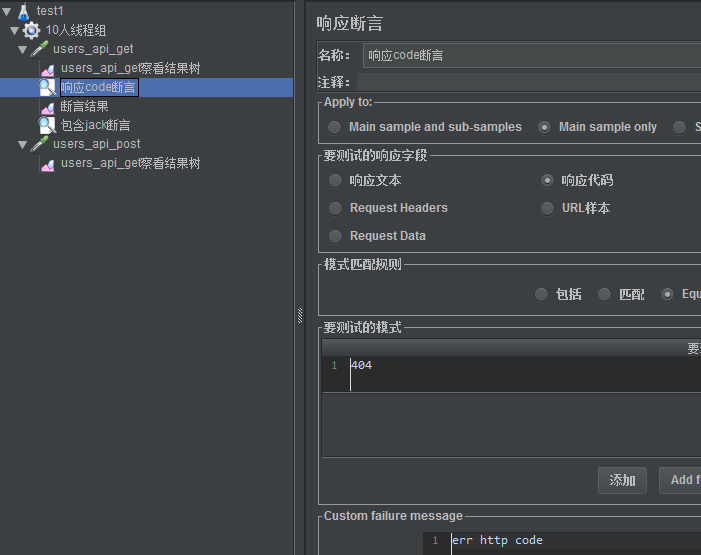 test1
10人线程组
users_api_get
users_api_get察看结果树
响应code断言
断言结果
包含jack断言
users_api_post
users_api_get察看结果树
响应断言
名称： 响应code断言
注释：
Apply to:
Main sample and sub-samples Main sample only S
要测试的响应字段
响应文本 响应代码
Request Headers URL样本
Request Data
模式匹配规则
包括 匹配 Equ
要测试的模式
要
1 404
添加 Add f
Custom failure message
1 err http code